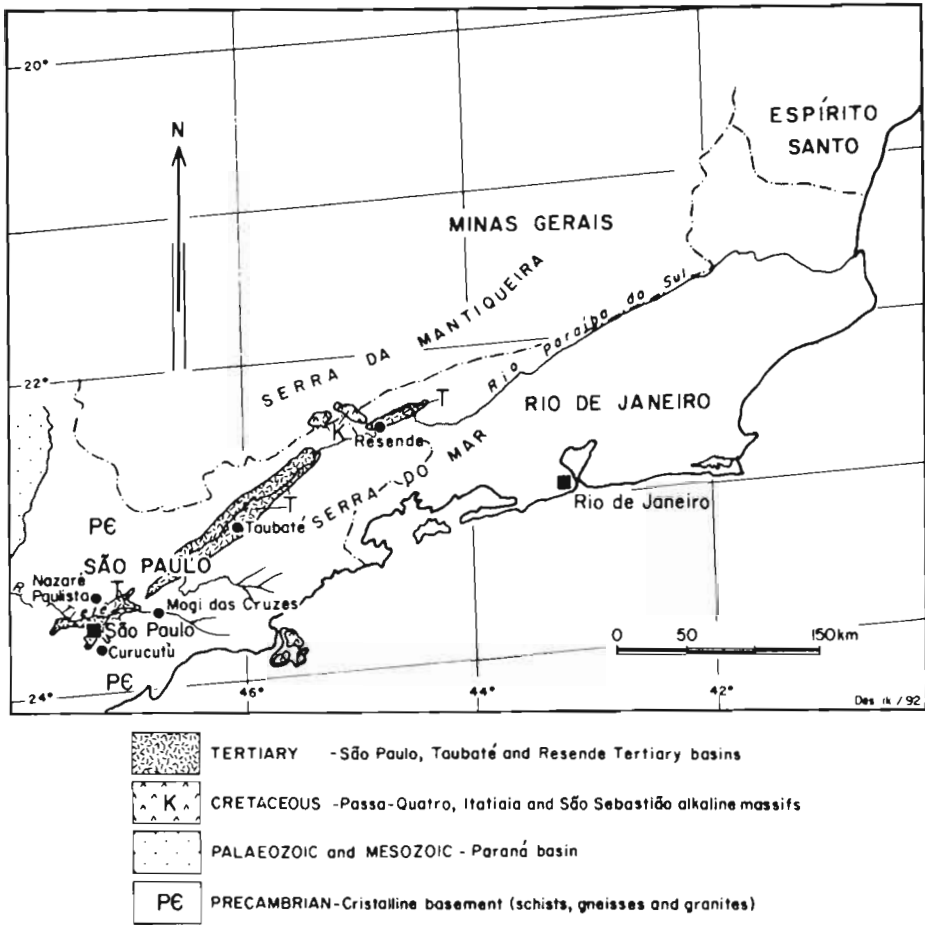 20°
ESPÍRITO
SANTO
N
MINAS GERAIS
SERRA DA MANTIQUEIRA
Rio Paraíba do Sul
22°
T
K
Resende
RIO DE JANEIRO
SERRA DO MAR
T
Rio de Janeiro
Taubaté
PЄ
SÃO PAULO
Nazaré
Paulista
T
Mogi das Cruzes
São Paulo
Curucutù
PЄ
0 50 150km
24°
46°
44°
42°
Des ık / 92
TERTIARY - São Paulo, Taubaté and Resende Tertiary basins
K CRETACEOUS - Passa-Quatro, Itatiaia and São Sebastião alkaline massifs
PALAEOZOIC and MESOZOIC - Paraná basin
PЄ PRECAMBRIAN - Cristalline basement (schists, gneisses and granites)